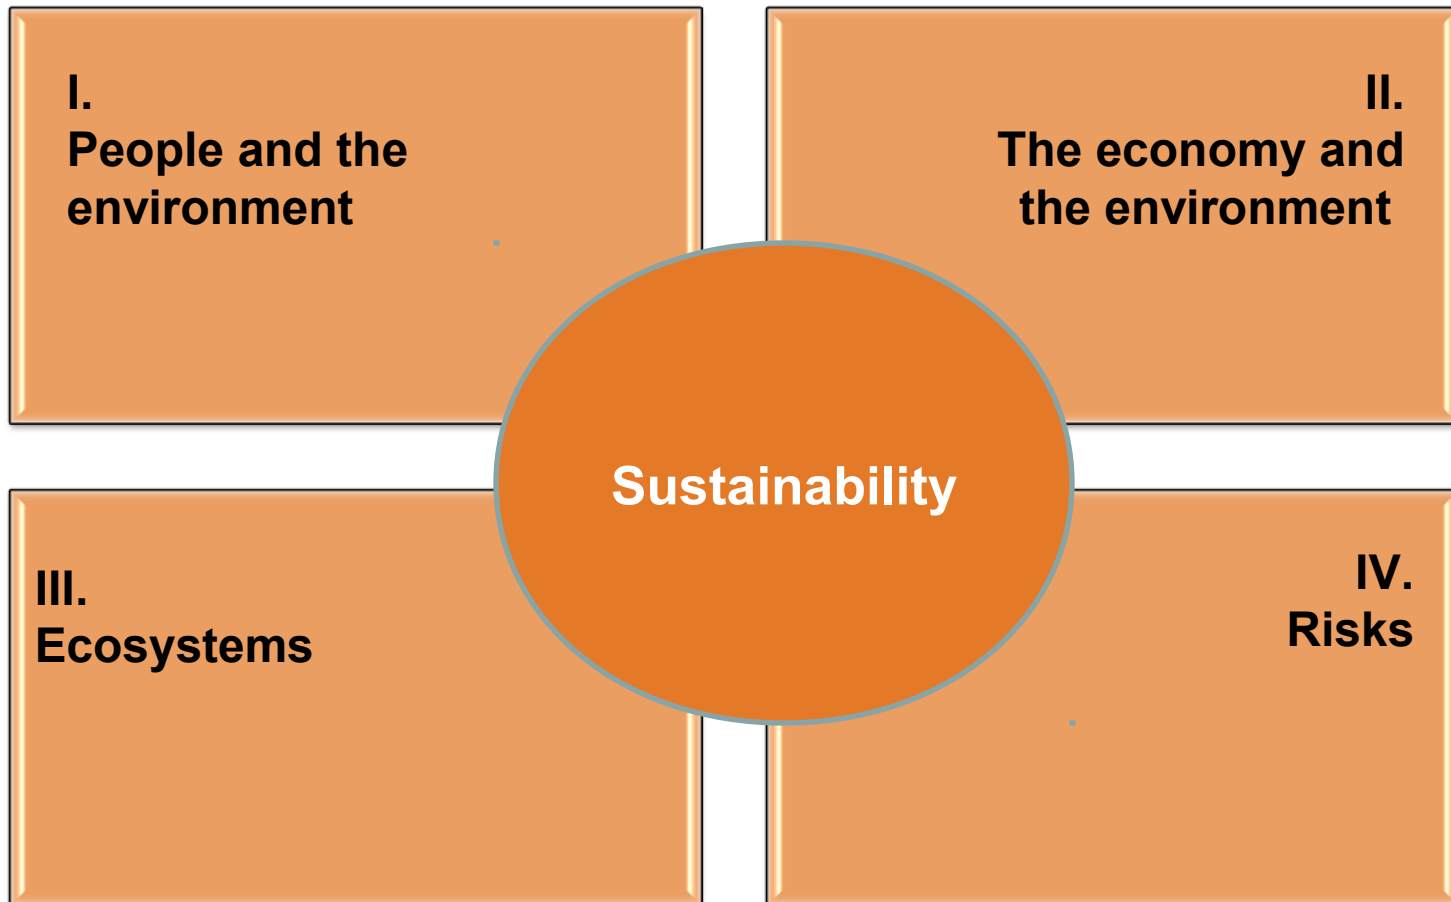 I.
People and the
environment
II.
The economy and
the environment
Sustainability
III.
Ecosystems
IV.
Risks